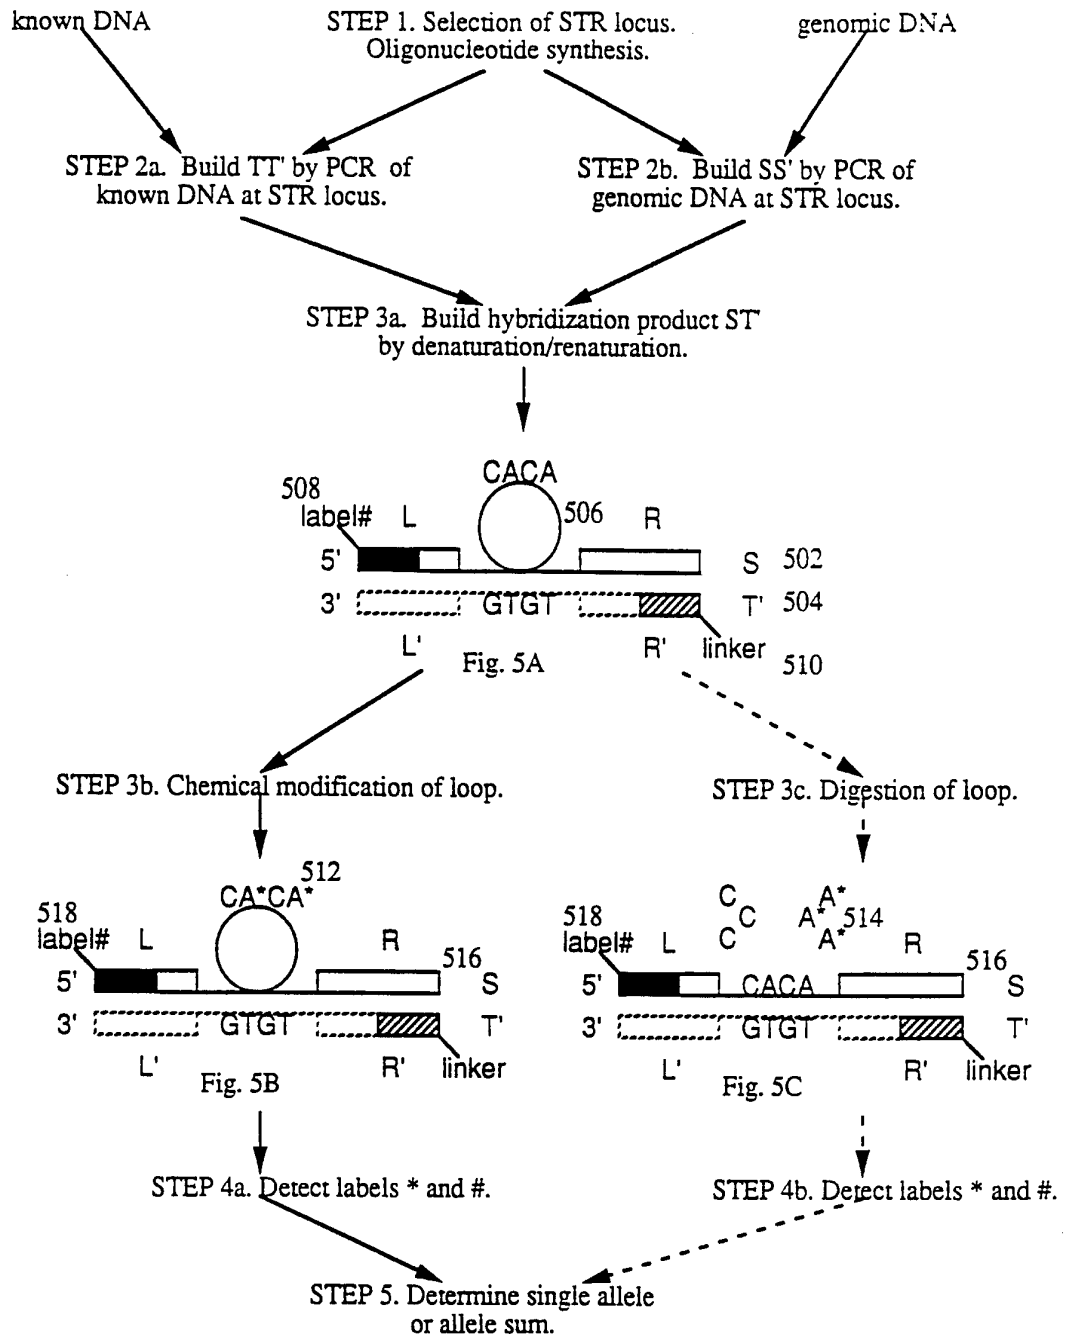 known DNA
STEP 1. Selection of STR locus.
Oligonucleotide synthesis.
genomic DNA
STEP 2a. Build TT' by PCR of
known DNA at STR locus.
STEP 2b. Build SS' by PCR of
genomic DNA at STR locus.
STEP 3a. Build hybridization product ST'
by denaturation/renaturation.
CACA
508
label#
L
506
R
5'
S
502
3'
GTGT
T'
504
L'
R'
linker
510
Fig. 5A
STEP 3b. Chemical modification of loop.
STEP 3c. Digestion of loop.
512
CA*CA*
518
label#
L
R
516
5'
S
3'
GTGT
T'
L'
R'
linker
Fig. 5B
C
C
C
A*
A*
A*
514
518
label#
L
R
516
5'
CACA
S
3'
GTGT
T'
L'
R'
linker
Fig. 5C
STEP 4a. Detect labels * and #.
STEP 4b. Detect labels * and #.
STEP 5. Determine single allele
or allele sum.